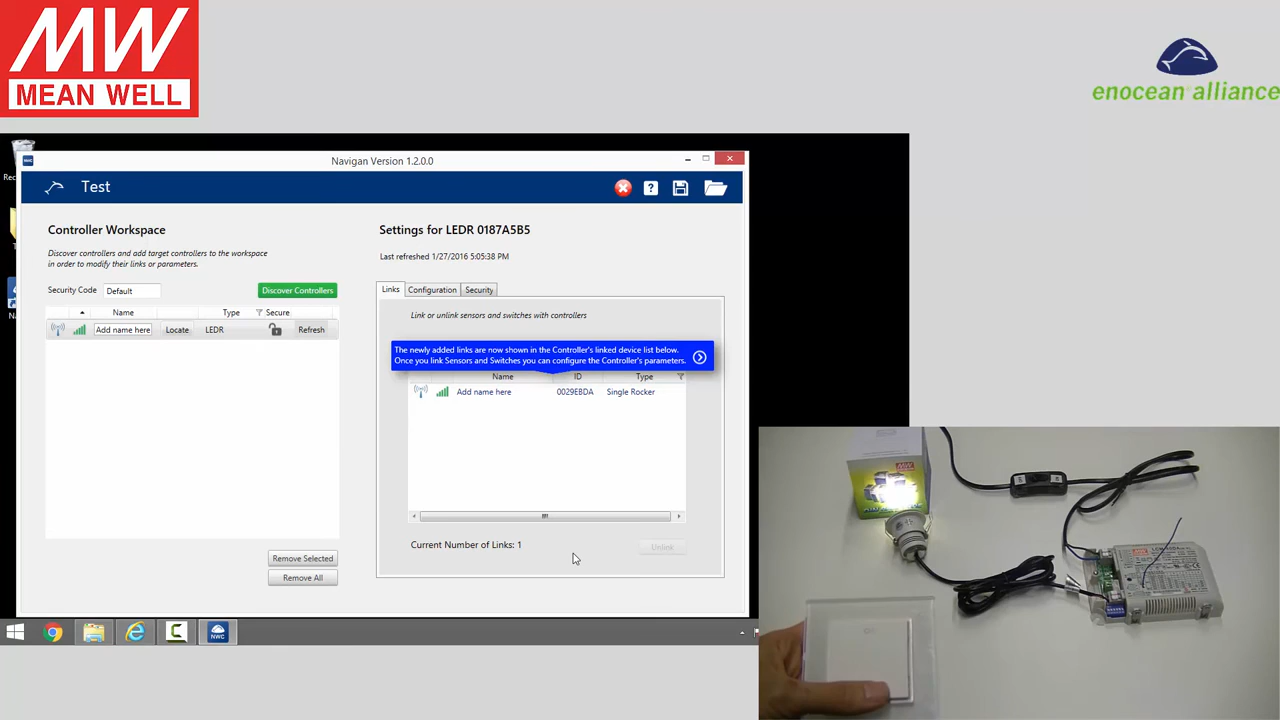 MW
MEAN WELL
enocean alliance
Navigan Version 1.2.0.0
NWC
Test
?
Controller Workspace
Discover controllers and add target controllers to the workspace
in order to modify their links or parameters.
Security Code
Default
Discover Controllers
Name
Type
Secure
Add name here
Locate
LEDR
Refresh
Remove Selected
Remove All
Settings for LEDR 0187A5B5
Last refreshed 1/27/2016 5:05:38 PM
Links
Configuration
Security
Link or unlink sensors and switches with controllers
The newly added links are now shown in the Controller's linked device list below.
Once you link Sensors and Switches you can configure the Controller's parameters.
Name
ID
Type
Add name here
0029EBDA
Single Rocker
Current Number of Links: 1
Unlink
NWC
MW